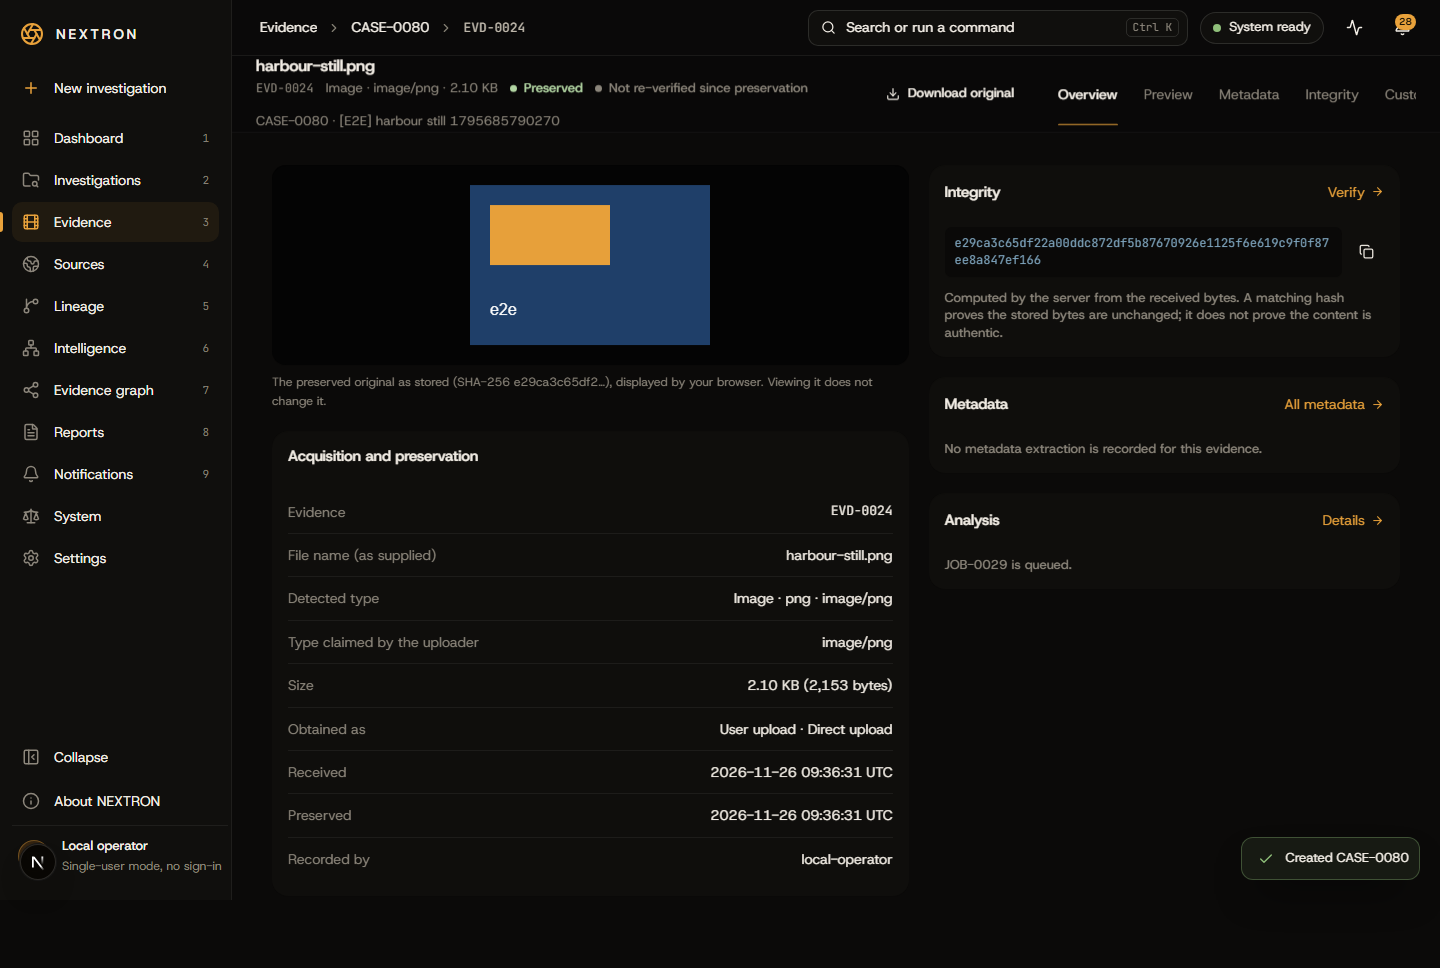 NEXTRON
New investigation
Dashboard 1
Investigations 2
Evidence 3
Sources 4
Lineage 5
Intelligence 6
Evidence graph 7
Reports 8
Notifications 9
System
Settings
Collapse
About NEXTRON
N
Local operator
Single-user mode, no sign-in
Evidence > CASE-0080 > EVD-0024
Search or run a command Ctrl K
System ready
28
harbour-still.png
EVD-0024 Image · image/png · 2.10 KB Preserved Not re-verified since preservation
CASE-0080 · [E2E] harbour still 1795685790270
Download original
Overview Preview Metadata Integrity Custo
e2e
The preserved original as stored (SHA-256 e29ca3c65df2…), displayed by your browser. Viewing it does not
change it.
Acquisition and preservation
Evidence EVD-0024
File name (as supplied) harbour-still.png
Detected type Image · png · image/png
Type claimed by the uploader image/png
Size 2.10 KB (2,153 bytes)
Obtained as User upload · Direct upload
Received 2026-11-26 09:36:31 UTC
Preserved 2026-11-26 09:36:31 UTC
Recorded by local-operator
Integrity Verify →
e29ca3c65df22a00ddc872df5b87670926e1125f6e619c9f0f87
ee8a847ef166
Computed by the server from the received bytes. A matching hash
proves the stored bytes are unchanged; it does not prove the content is
authentic.
Metadata All metadata →
No metadata extraction is recorded for this evidence.
Analysis Details →
JOB-0029 is queued.
Created CASE-0080